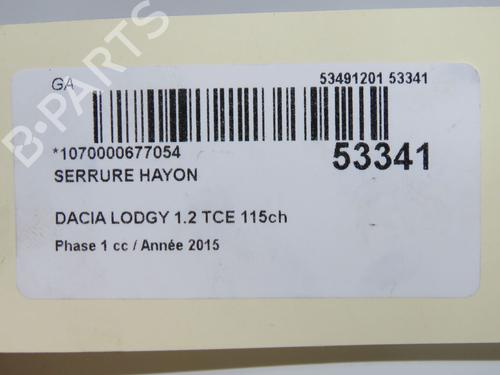 B-PARTS
GA
53491201 53341
*1070000677054
53341
SERRURE HAYON
DACIA LODGY 1.2 TCE 115ch
Phase 1 cc / Année 2015